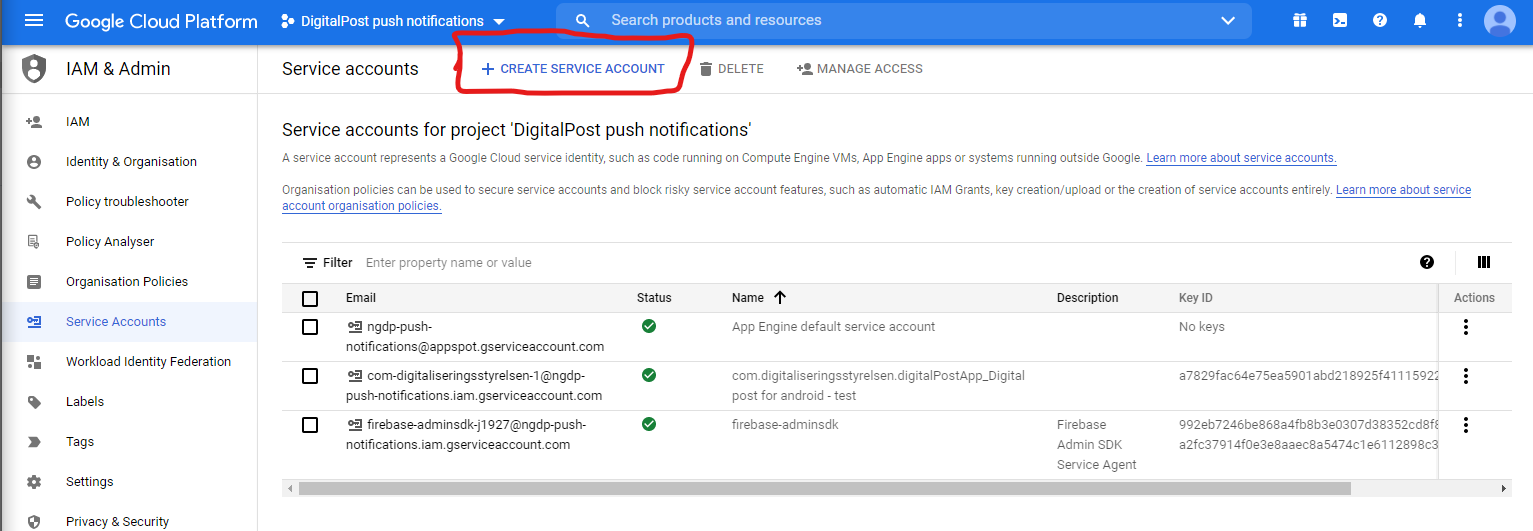 Google Cloud Platform DigitalPost push notifications Search products and resources
IAM & Admin
Service accounts + CREATE SERVICE ACCOUNT DELETE MANAGE ACCESS
IAM
Identity & Organisation
Policy troubleshooter
Policy Analyser
Organisation Policies
Service Accounts
Workload Identity Federation
Labels
Tags
Settings
Privacy & Security
Service accounts for project 'DigitalPost push notifications'
A service account represents a Google Cloud service identity, such as code running on Compute Engine VMs, App Engine apps or systems running outside Google. Learn more about service accounts.
Organisation policies can be used to secure service accounts and block risky service account features, such as automatic IAM Grants, key creation/upload or the creation of service accounts entirely. Learn more about service
account organisation policies.
Filter Enter property name or value
Email Status Name Description Key ID Actions
ngdp-push- App Engine default service account No keys
notifications@appspot.gserviceaccount.com
com-digitaliseringsstyrelsen-1@ngdp- com.digitaliseringsstyrelsen.digitalPostApp_Digital a7829fac64e75ea5901abd218925f41115922
push-notifications.iam.gserviceaccount.com post for android - test
firebase-adminsdk-j1927@ngdp-push- firebase-adminsdk Firebase 992eb7246be868a4fb8b3e0307d38352cd8f8
notifications.iam.gserviceaccount.com Admin SDK a2fc37914f0e3e8aaec8a5474c1e6112898c3
Service Agent